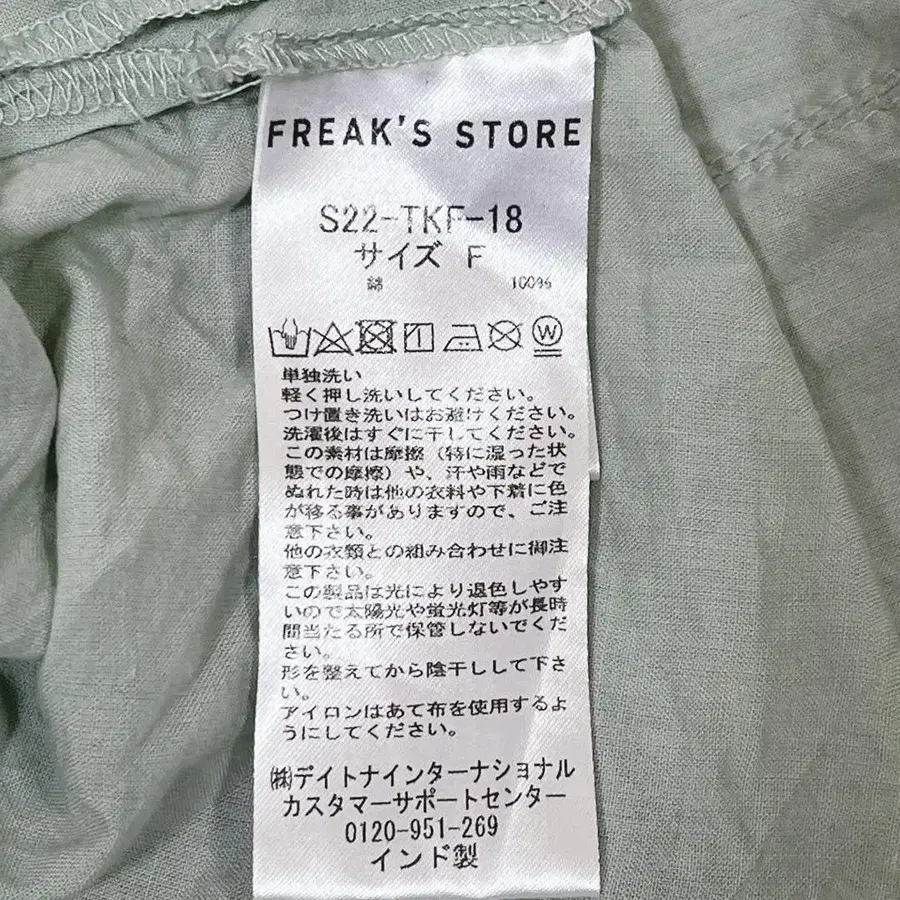 FREAK'S STORE
S22-TKF-18
サイズ F
綿 100%
単独洗い
軽く押し洗いしてください。
つけ置き洗いはお避けください。
洗濯後はすぐに干してください。
この素材は摩擦（特に湿った状
態での摩擦）や、汗や雨などで
ぬれた時は他の衣料や下着に色
が移る事がありますので、ご注
意下さい。
他の衣類との組み合わせに御注
意下さい。
この製品は光により退色しやす
いので太陽光や蛍光灯等が長時
間当たる所で保管しないでくだ
さい。
形を整えてから陰干しして下さ
い。
アイロンはあて布を使用するよ
うにしてください。
㈱デイトナインターナショナル
カスタマーサポートセンター
0120-951-269
インド製